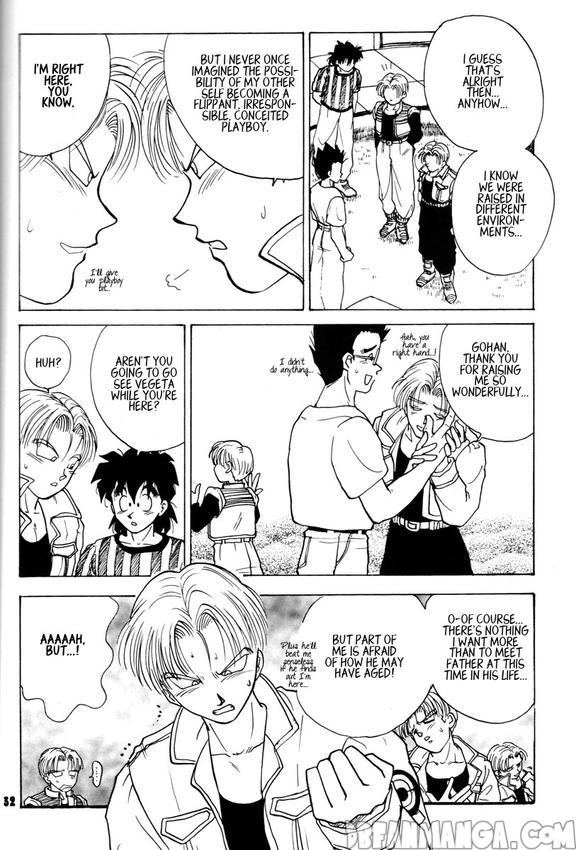 I GUESS
THAT'S
ALRIGHT
THEN...
ANYHOW...
I KNOW
WE WERE
RAISED IN
DIFFERENT
ENVIRON-
MENTS...
BUT I NEVER ONCE
IMAGINED THE POSSI-
BILITY OF MY OTHER
SELF BECOMING A
FLIPPANT, IRRESPON-
SIBLE, CONCEITED
PLAYBOY.
I'M RIGHT
HERE,
YOU
KNOW.
I'll give
you playboy
bit...
GOHAN,
THANK YOU
FOR RAISING
ME SO
WONDERFULLY...
Aah, you
have a
right hand...!
I didn't
do anything...
AREN'T YOU
GOING TO GO
SEE VEGETA
WHILE YOU'RE
HERE?
HUH?
O-OF COURSE...
THERE'S NOTHING
I WANT MORE
THAN TO MEET
FATHER AT THIS
TIME IN HIS LIFE...
BUT PART OF
ME IS AFRAID
OF HOW HE MAY
HAVE AGED!
Plus he'll
beat me
senseless
if he finds
out I'm
here...
AAAAAH,
BUT...!
...
32
DBFANMANGA.COM